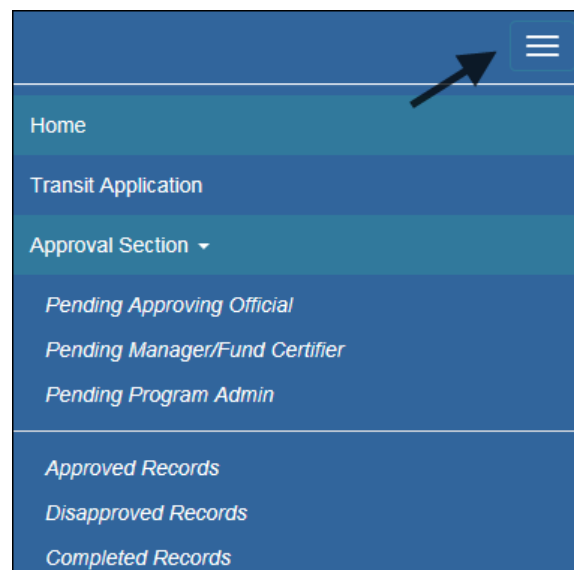 Home
Transit Application
Approval Section
Pending Approving Official
Pending Manager/Fund Certifier
Pending Program Admin
Approved Records
Disapproved Records
Completed Records